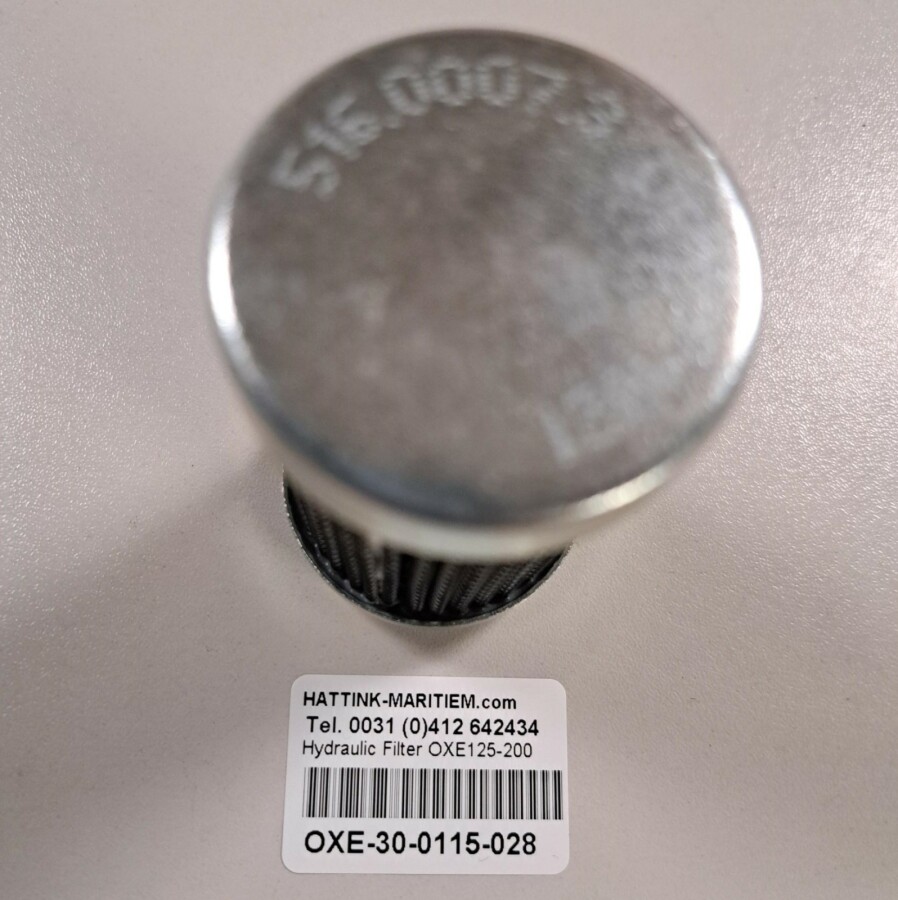 516.0007.3
HATTINK-MARITIEM.com
Tel. 0031 (0)412 642434
Hydraulic Filter OXE125-200
OXE-30-0115-028